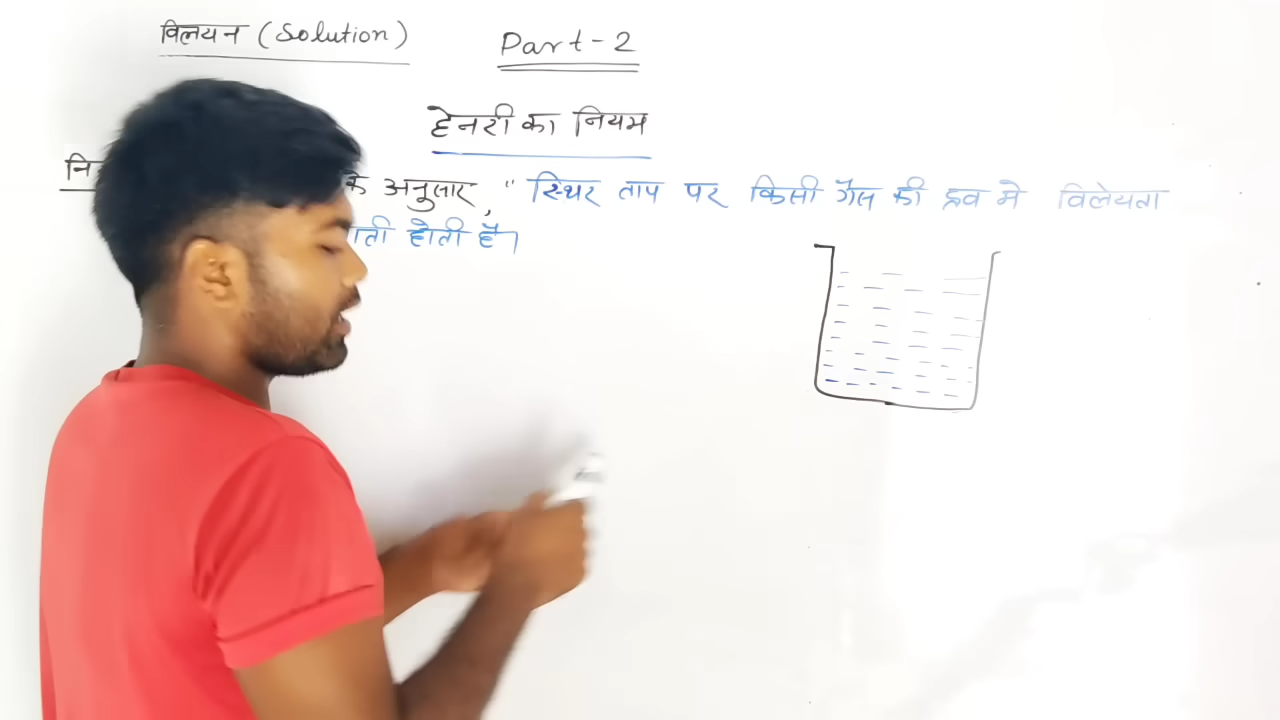 विलयन (Solution) Part-2
हेनरी का नियम
के अनुसार, "स्थिर ताप पर किसी गैस की द्रव मे विलेयता
होती है।